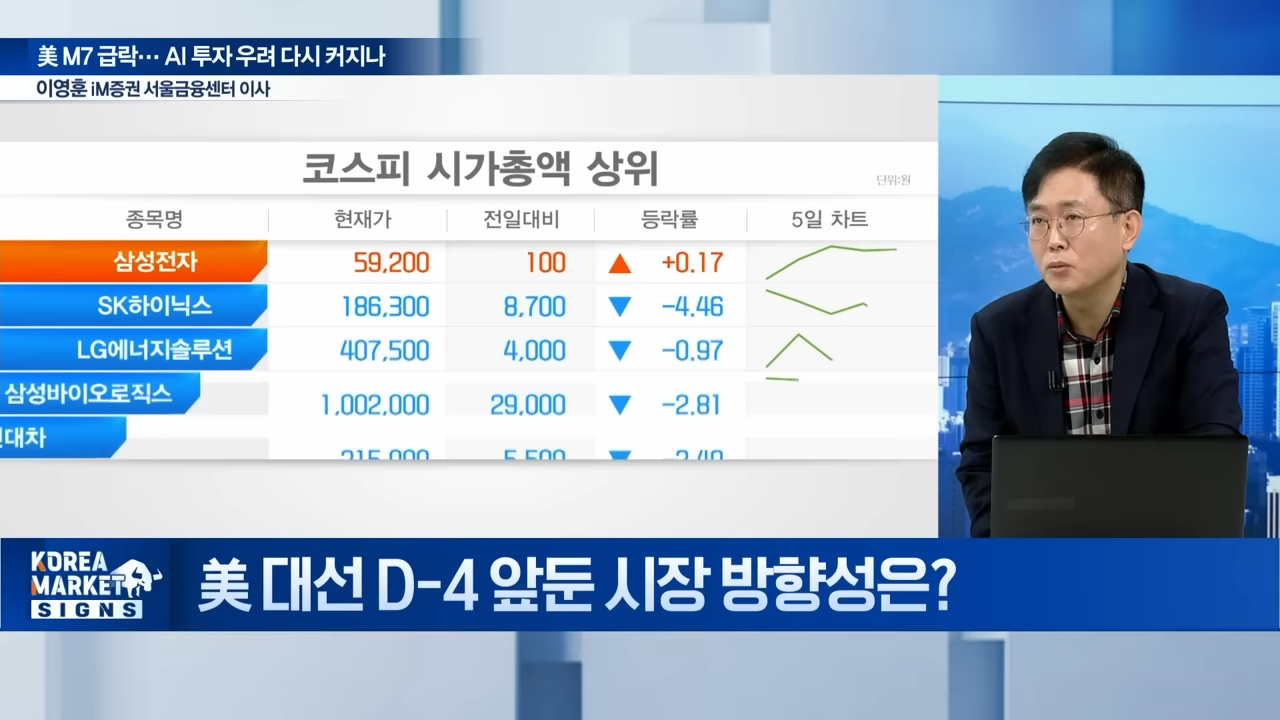 美 M7 급락… AI 투자 우려 다시 커지나
이영훈 iM증권 서울금융센터 이사
코스피 시가총액 상위
단위:원
종목명 현재가 전일대비 등락률 5일 차트
삼성전자 59,200 100 ▲ +0.17
SK하이닉스 186,300 8,700 ▼ -4.46
LG에너지솔루션 407,500 4,000 ▼ -0.97
삼성바이오로직스 1,002,000 29,000 ▼ -2.81
대차
KOREA
MARKET
SIGNS
美 대선 D-4 앞둔 시장 방향성은?